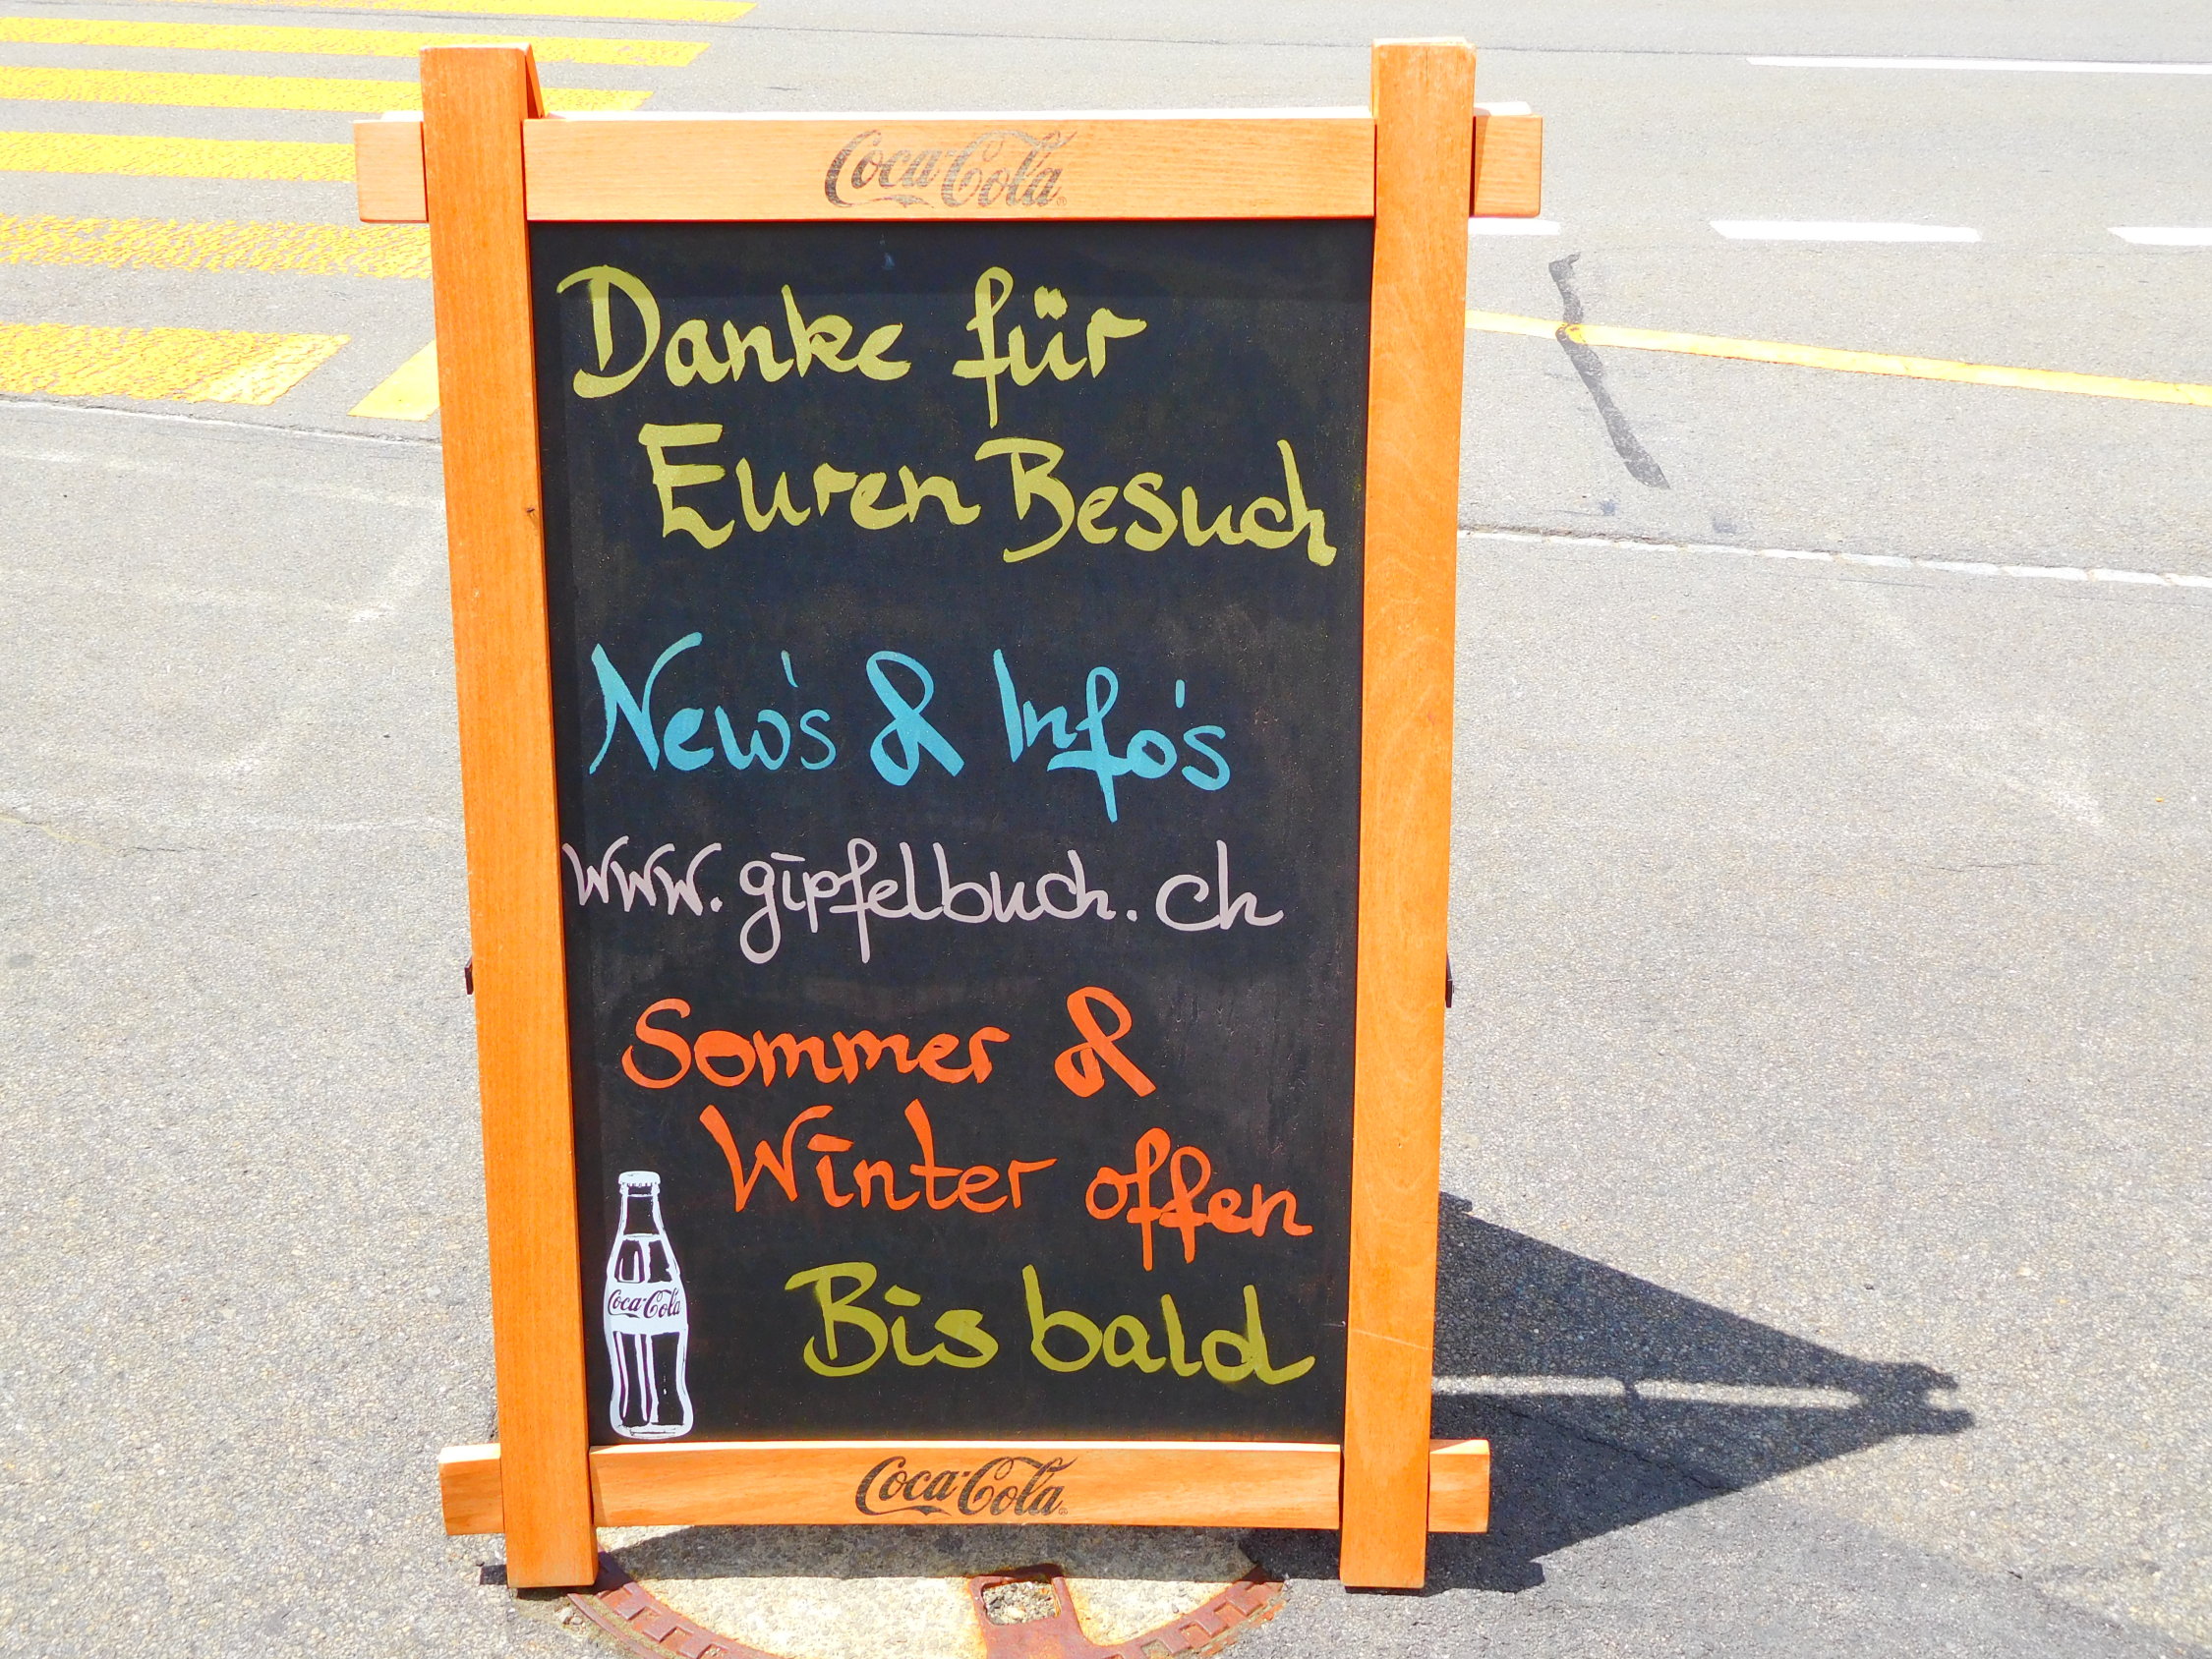 Coca-Cola
Danke für
Euren Besuch
New's & Info's
www.gipfelbuch.ch
Sommer &
Winter offen
Bis bald
Coca-Cola
Coca-Cola